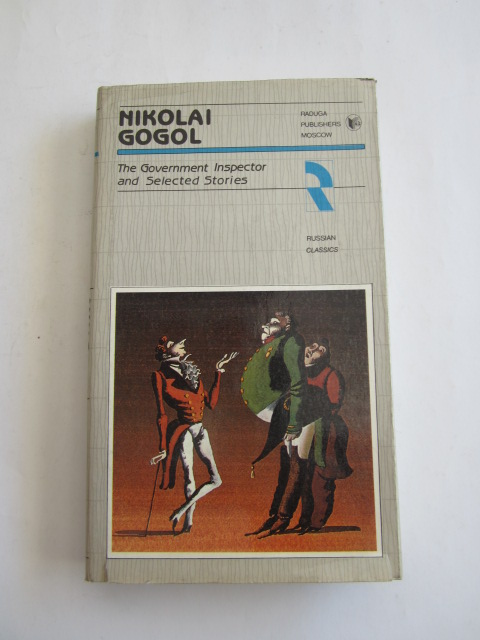 NIKOLAI
GOGOL
RADUGA
PUBLISHERS
MOSCOW
The Government Inspector
and Selected Stories
R
RUSSIAN
CLASSICS